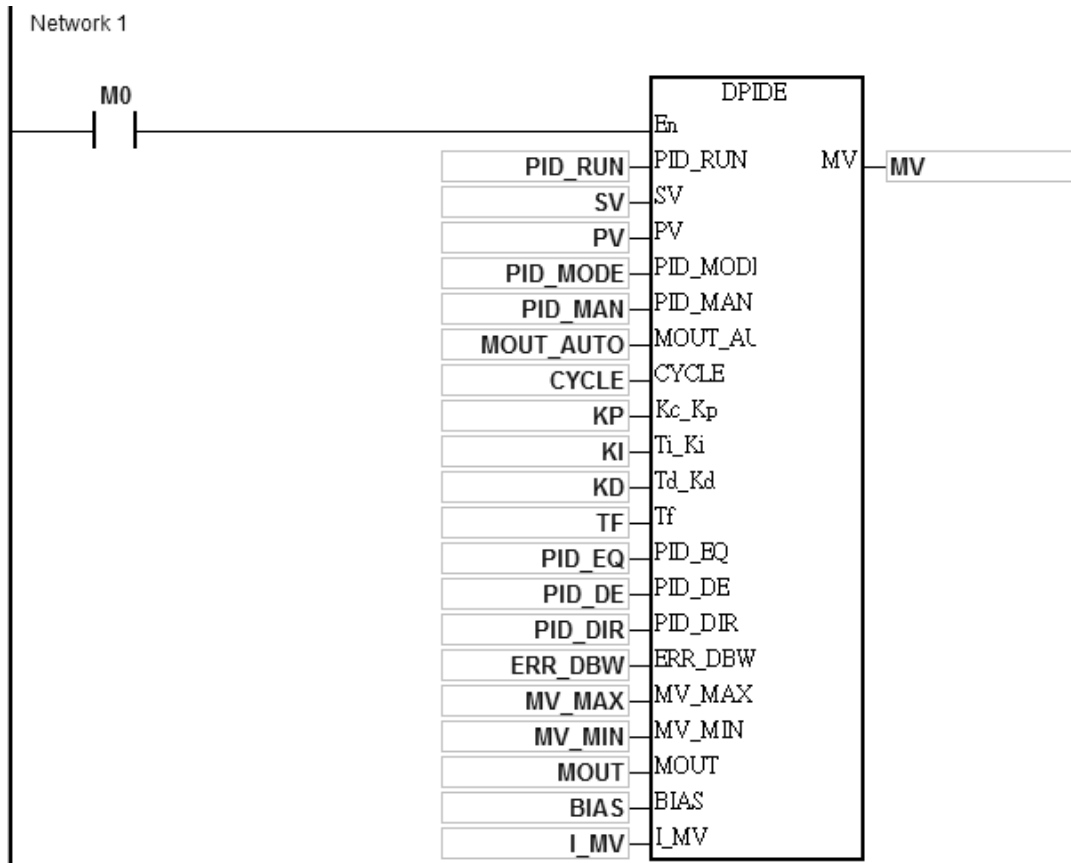 Network 1
M0
DPIDE
En
PID_RUN PID_RUN MV MV
SV SV
PV PV
PID_MODE PID_MODI
PID_MAN PID_MAN
MOUT_AUTO MOUT_AU
CYCLE CYCLE
KP Kc_Kp
KI Ti_Ki
KD Td_Kd
TF Tf
PID_EQ PID_EQ
PID_DE PID_DE
PID_DIR PID_DIR
ERR_DBW ERR_DBW
MV_MAX MV_MAX
MV_MIN MV_MIN
MOUT MOUT
BIAS BIAS
I_MV I_MV